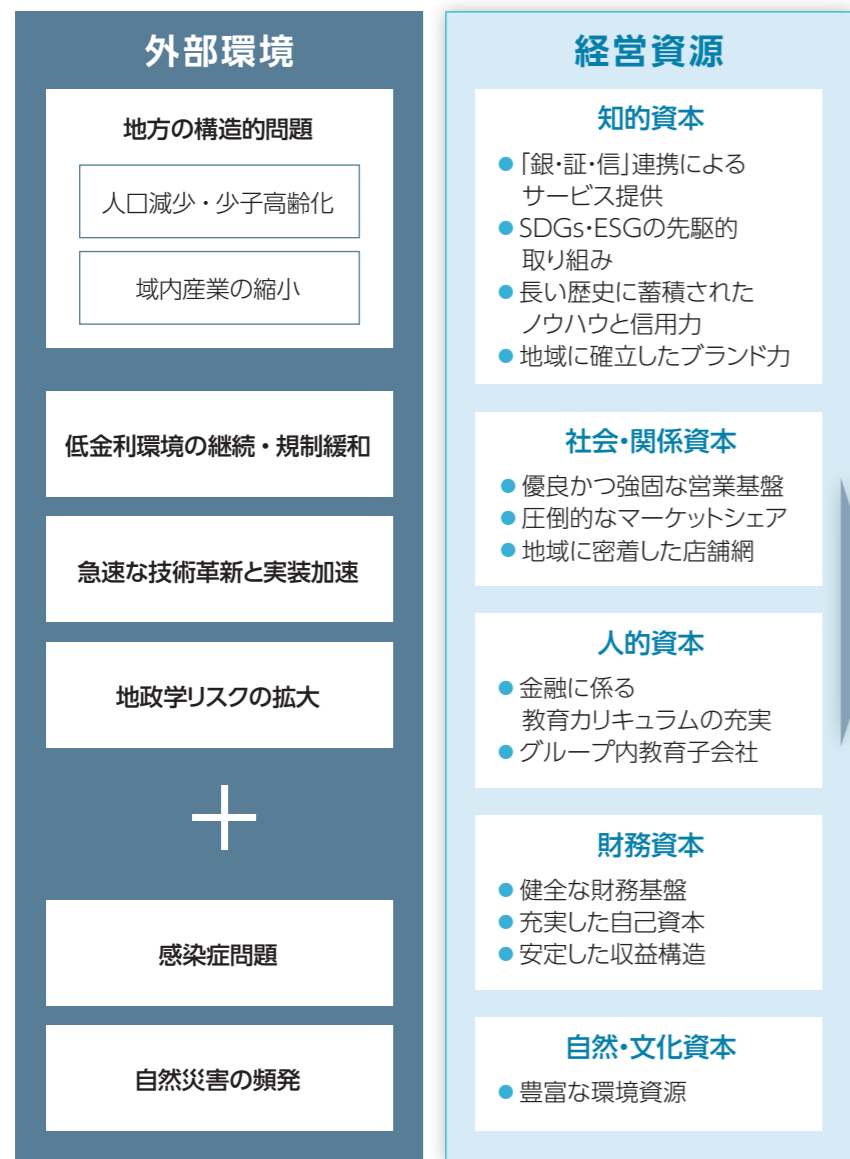 外部環境
地方の構造的問題
人口減少・少子高齢化
域内産業の縮小
低金利環境の継続・規制緩和
急速な技術革新と実装加速
地政学リスクの拡大
＋
感染症問題
自然災害の頻発
経営資源
知的資本
●「銀・証・信」連携による
サービス提供
●SDGs・ESGの先駆的
取り組み
●長い歴史に蓄積された
ノウハウと信用力
●地域に確立したブランド力
社会・関係資本
●優良かつ強固な営業基盤
●圧倒的なマーケットシェア
●地域に密着した店舗網
人的資本
●金融に係る
教育カリキュラムの充実
●グループ内教育子会社
財務資本
●健全な財務基盤
●充実した自己資本
●安定した収益構造
自然・文化資本
●豊富な環境資源